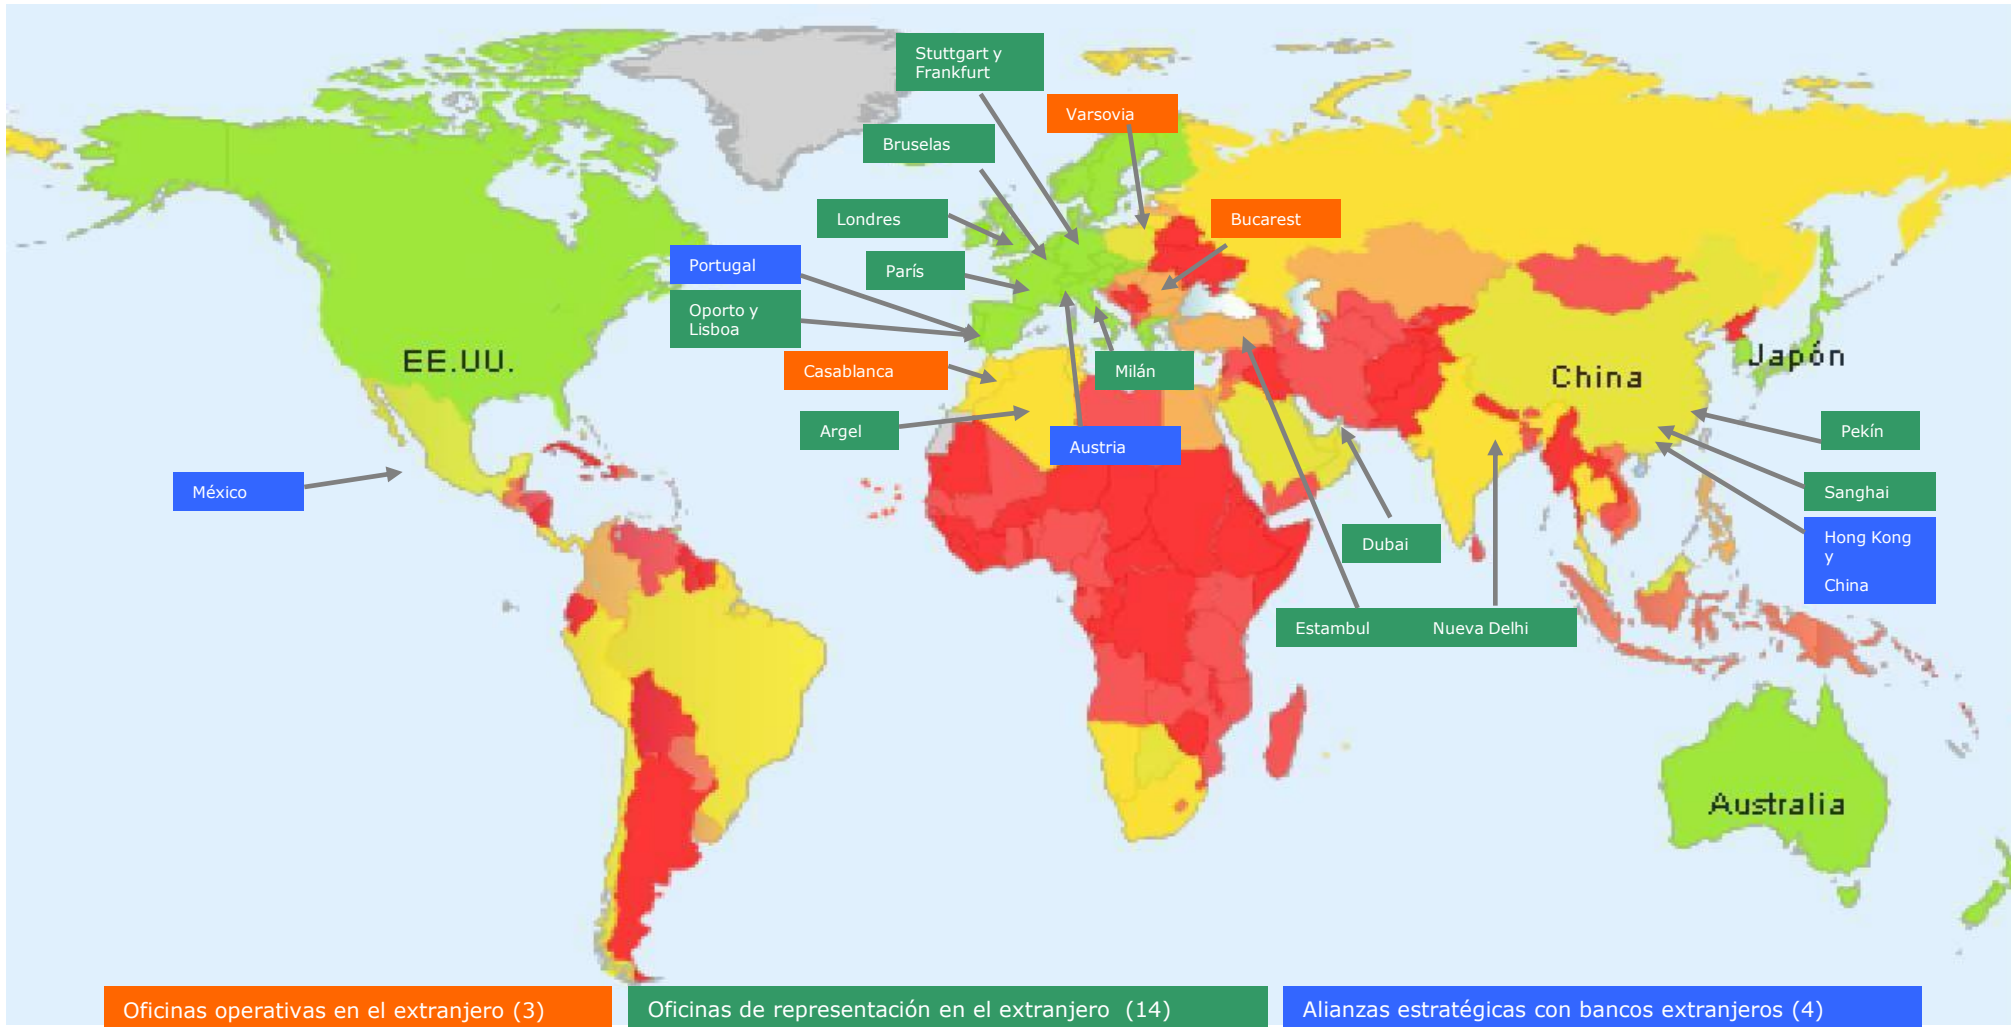 Stuttgart y
Frankfurt
Varsovia
Bruselas
Londres
Bucarest
Portugal
París
Oporto y
Lisboa
EE.UU.
Casablanca
Milán
China
Japón
Argel
Austria
Pekín
México
Sanghai
Dubai
Hong Kong
y
China
Estambul
Nueva Delhi
Australia
Oficinas operativas en el extranjero (3)
Oficinas de representación en el extranjero (14)
Alianzas estratégicas con bancos extranjeros (4)